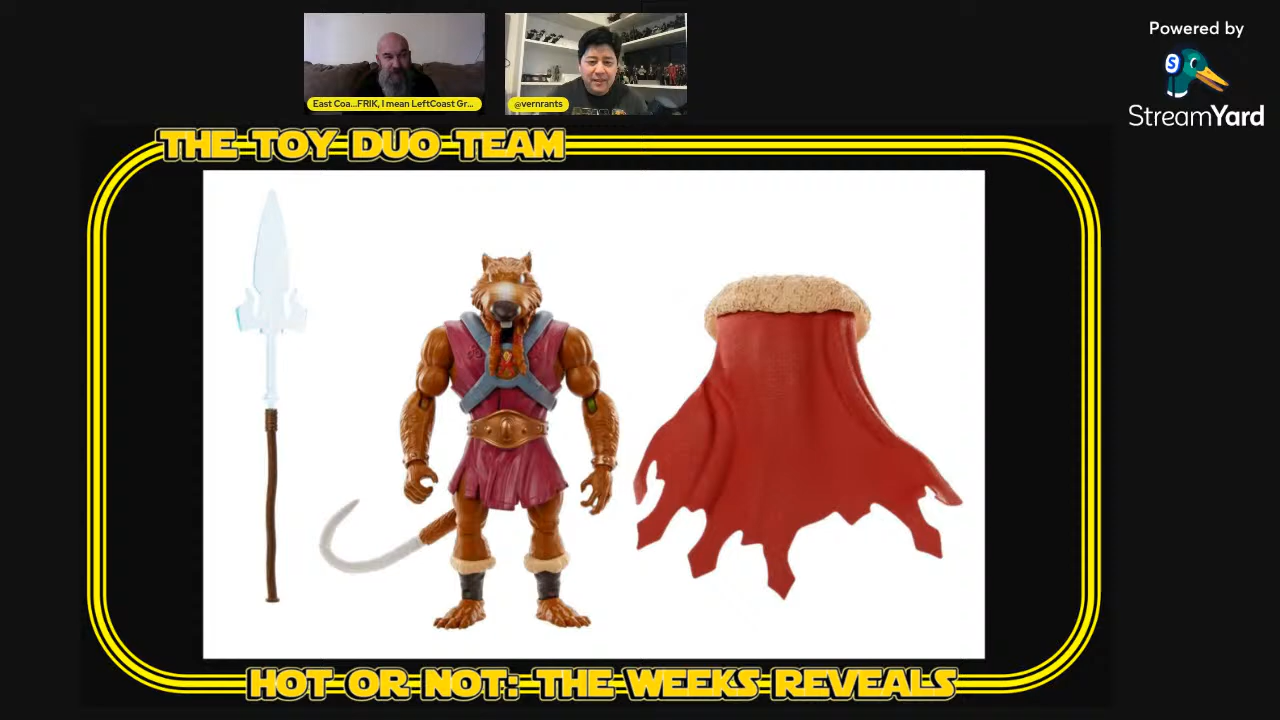 Powered by
S
StreamYard
East Coa...FRIK, I mean LeftCoast Gr...
@vernrants
THE TOY DUO TEAM
HOT OR NOT: THE WEEKS REVEALS